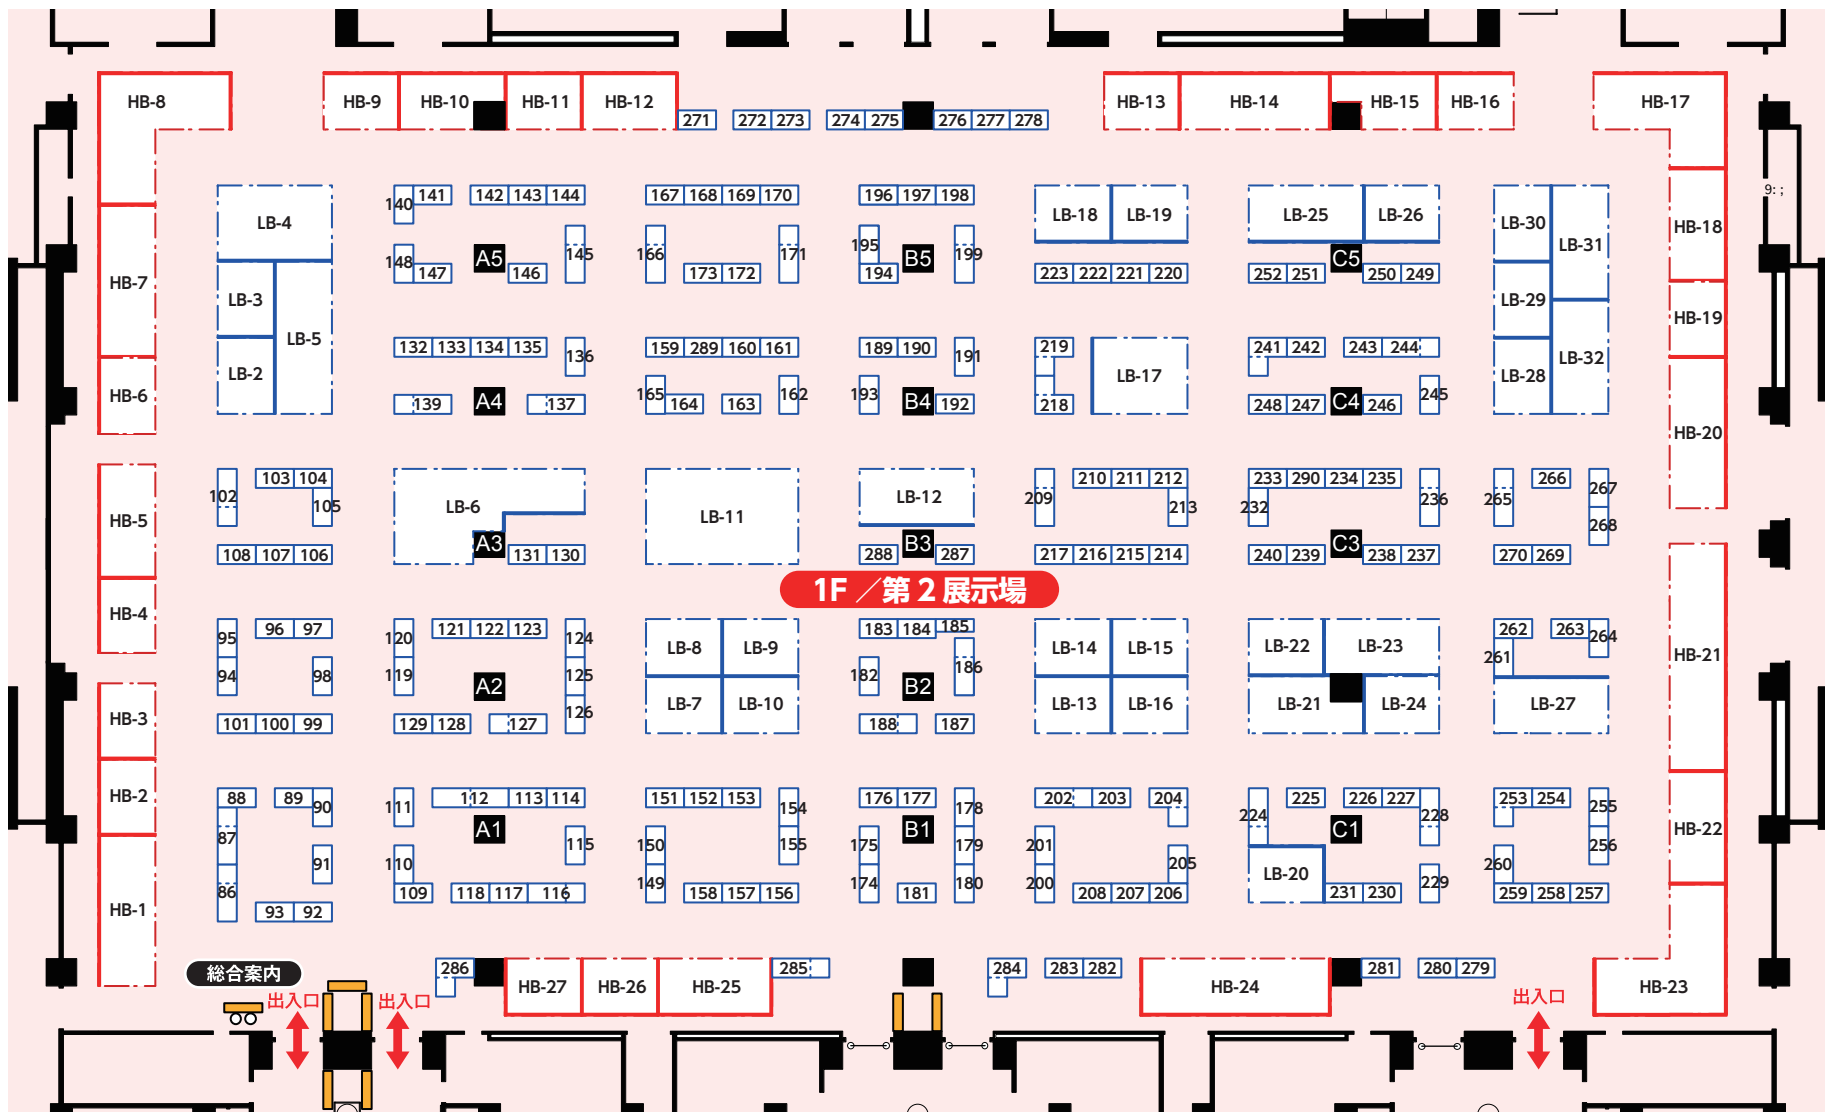 HB-8 HB-9 HB-10 HB-11 HB-12 HB-13 HB-14 HB-15 HB-16 HB-17
271 272 273 274 275 276 277 278
9: ;
140 141 142 143 144 167 168 169 170 196 197 198
LB-4 LB-18 LB-19 LB-25 LB-26 LB-30 LB-31 HB-18
148 147 A5 146 145 166 173 172 171 195 194 B5 199 223 222 221 220 252 251 C5 250 249
HB-7 LB-3 LB-5 LB-29 HB-19
132 133 134 135 136 159 289 160 161 189 190 191 219 241 242 243 244
LB-2 LB-17 LB-28 LB-32
HB-6 139 A4 137 165 164 163 162 193 B4 192 218 248 247 C4 246 245
HB-20
102 103 104 105 LB-6 LB-11 LB-12 209 210 211 212 213 233 290 234 235 232 236 265 266 267 268
HB-5
108 107 106 A3 131 130 288 B3 287 217 216 215 214 240 239 C3 238 237 270 269
1F ／第 2 展示場
HB-4
95 96 97 120 121 122 123 124 LB-8 LB-9 183 184 185 LB-14 LB-15 LB-22 LB-23 262 263 264 261 HB-21
94 98 119 A2 125 126 182 B2 186
HB-3 101 100 99 129 128 127 LB-7 LB-10 188 187 LB-13 LB-16 LB-21 LB-24 LB-27
HB-2 88 89 90 111 112 113 114 151 152 153 154 176 177 178 202 203 204 224 225 226 227 228 253 254 255
87 91 110 A1 115 150 155 175 B1 179 201 205 C1 260 256 HB-22
86 109 118 117 116 149 158 157 156 174 181 180 200 208 207 206 LB-20 231 230 229 259 258 257
HB-1 93 92
総合案内 286 285 284 283 282 281 280 279
HB-27 HB-26 HB-25 HB-24 HB-23
出入口 出入口 出入口